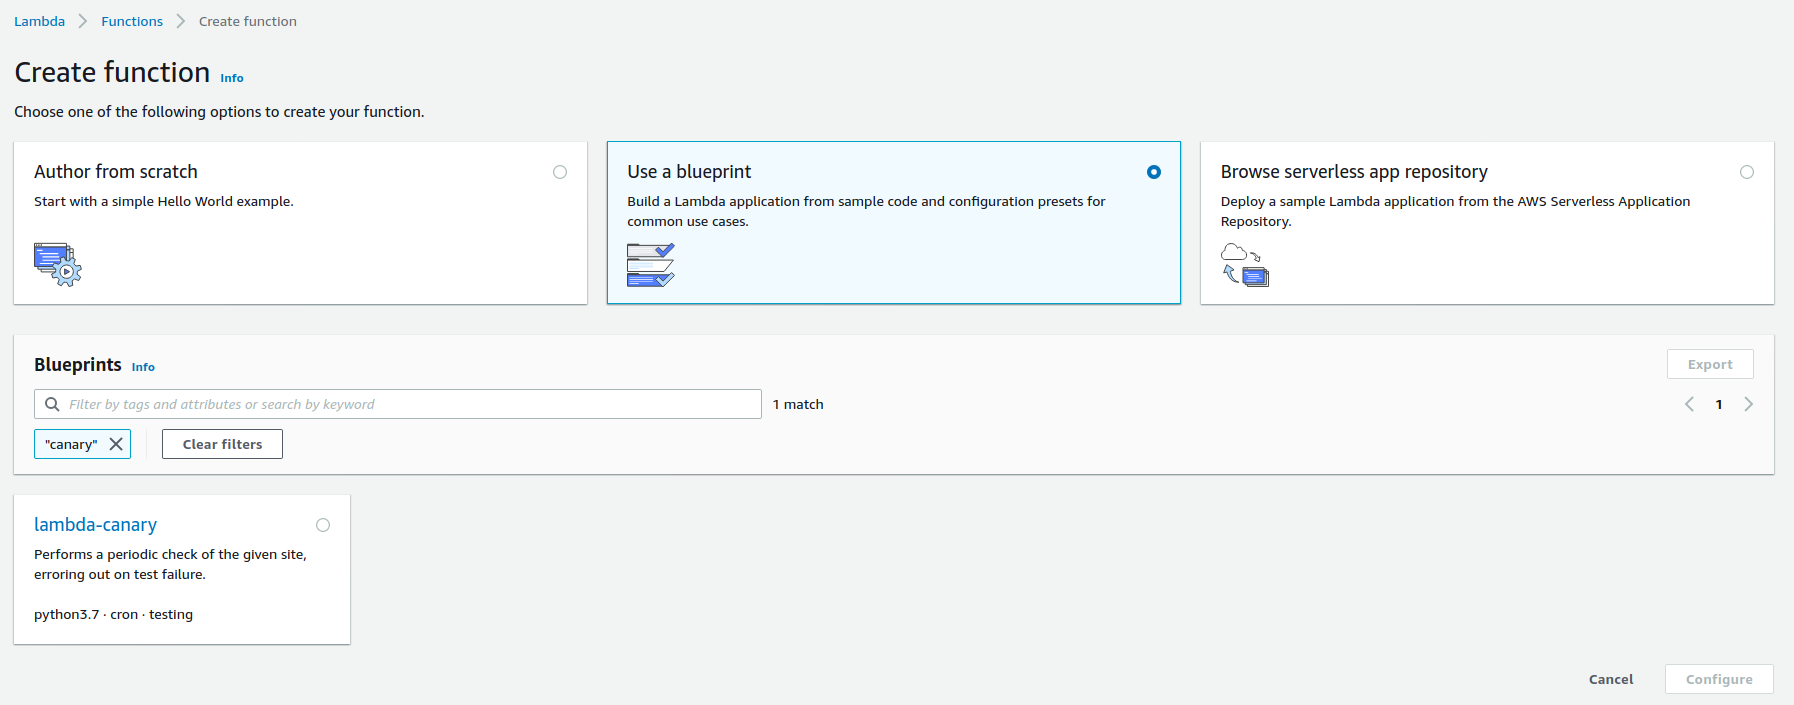 Lambda > Functions > Create function
Create function Info
Choose one of the following options to create your function.
Author from scratch
Start with a simple Hello World example.
Use a blueprint
Build a Lambda application from sample code and configuration presets for
common use cases.
Browse serverless app repository
Deploy a sample Lambda application from the AWS Serverless Application
Repository.
Blueprints Info
Export
Filter by tags and attributes or search by keyword
1 match
1
"canary"
Clear filters
lambda-canary
Performs a periodic check of the given site,
erroring out on test failure.
python3.7 · cron · testing
Cancel
Configure